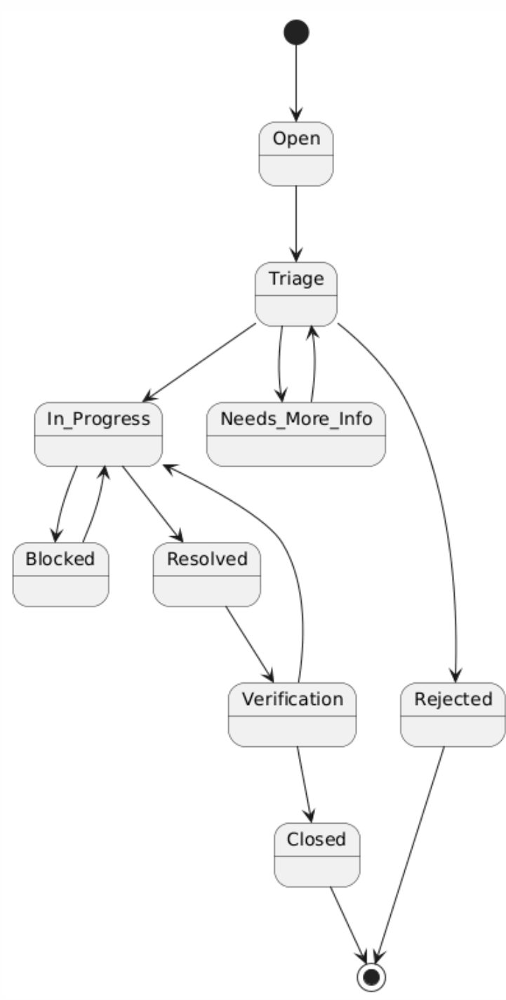 Open
Triage
In_Progress
Needs_More_Info
Blocked
Resolved
Verification
Rejected
Closed